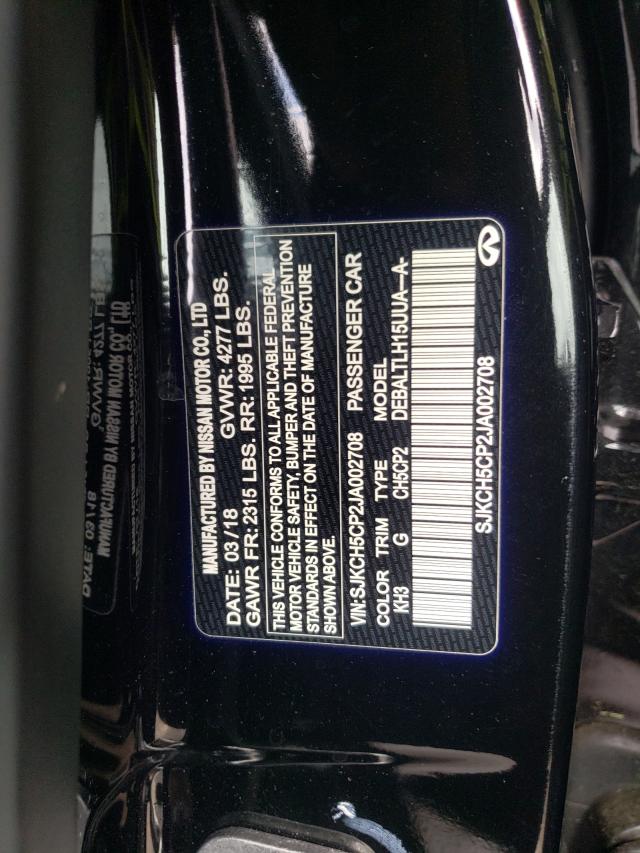 MANUFACTURED BY NISSAN MOTOR CO., LTD
DATE: 03 / 18 GVWR: 4277 LBS.
GAWR FR: 2315 LBS. RR: 1995 LBS.
THIS VEHICLE CONFORMS TO ALL APPLICABLE FEDERAL
MOTOR VEHICLE SAFETY, BUMPER AND THEFT PREVENTION
STANDARDS IN EFFECT ON THE DATE OF MANUFACTURE
SHOWN ABOVE.
VIN: SJKCH5CP2JA002708 PASSENGER CAR
COLOR TRIM TYPE MODEL
KH3 G CH5CP2 DEBALTLH15UUA--A-
SJKCH5CP2JA002708